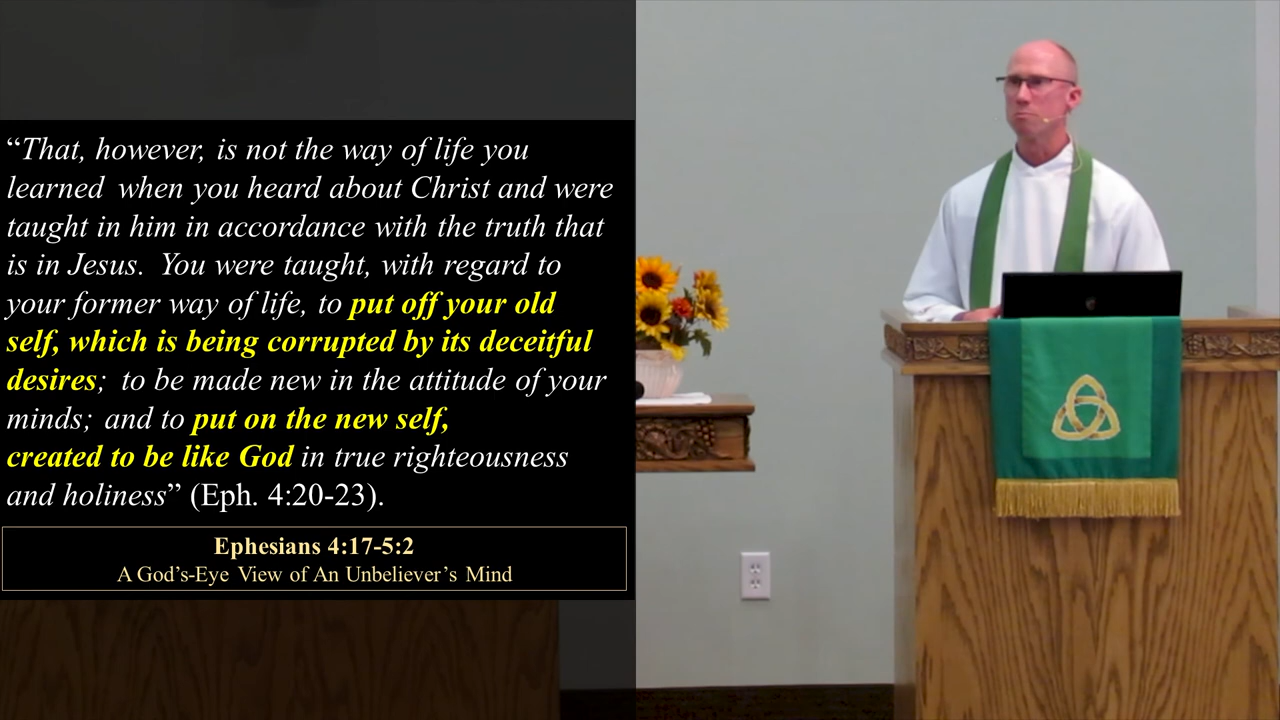 “That, however, is not the way of life you
learned when you heard about Christ and were
taught in him in accordance with the truth that
is in Jesus. You were taught, with regard to
your former way of life, to put off your old
self, which is being corrupted by its deceitful
desires; to be made new in the attitude of your
minds; and to put on the new self,
created to be like God in true righteousness
and holiness” (Eph. 4:20-23).
Ephesians 4:17-5:2
A God’s-Eye View of An Unbeliever’s Mind